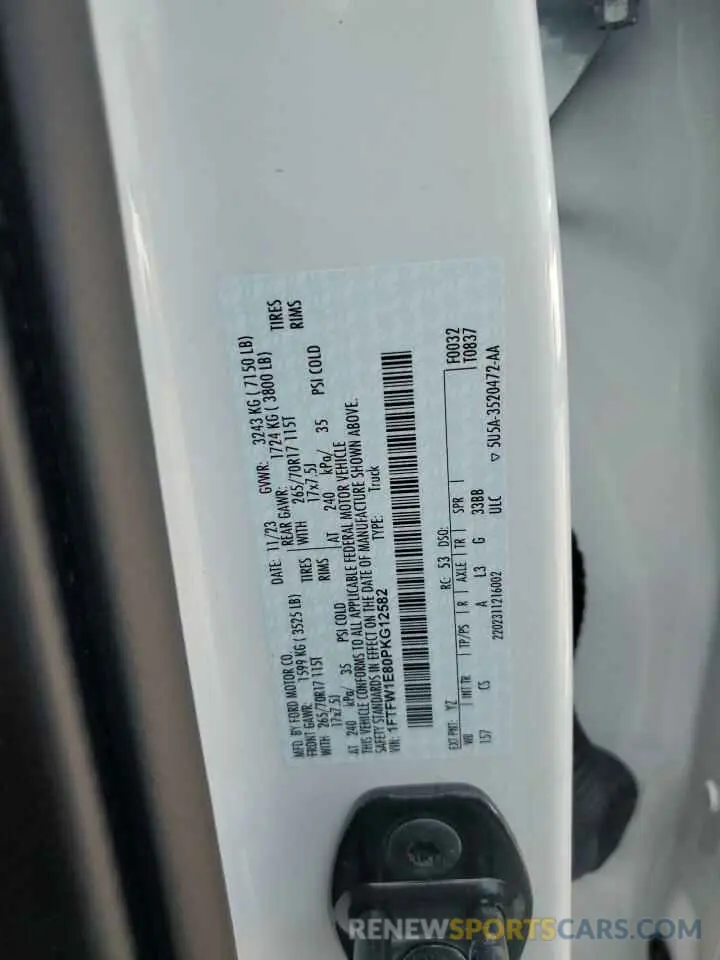 MFD. BY FORD MOTOR CO. DATE: 11/23 GVWR: 3243 KG ( 7150 LB)
FRONT GAWR: 1599 KG ( 3525 LB) REAR GAWR: 1724 KG ( 3800 LB)
WITH 265/70R17 115T TIRES WITH 265/70R17 115T TIRES
17x7.5J RIMS 17x7.5J RIMS
AT 240 kPa/ 35 PSI COLD AT 240 kPa/ 35 PSI COLD
THIS VEHICLE CONFORMS TO ALL APPLICABLE FEDERAL MOTOR VEHICLE
SAFETY STANDARDS IN EFFECT ON THE DATE OF MANUFACTURE SHOWN ABOVE.
VIN: 1FTFW1E80PKG12582 TYPE: Truck
EXT PNT: YZ RC: 53 DSO: F0032
WB INT TR TP/PS R AXLE TR SPR T0837
157 CS A L3 G 33BB
2202311216002 ULC ▽ 5U5A-3520472-AA
RENEWSPORTSCARS.COM